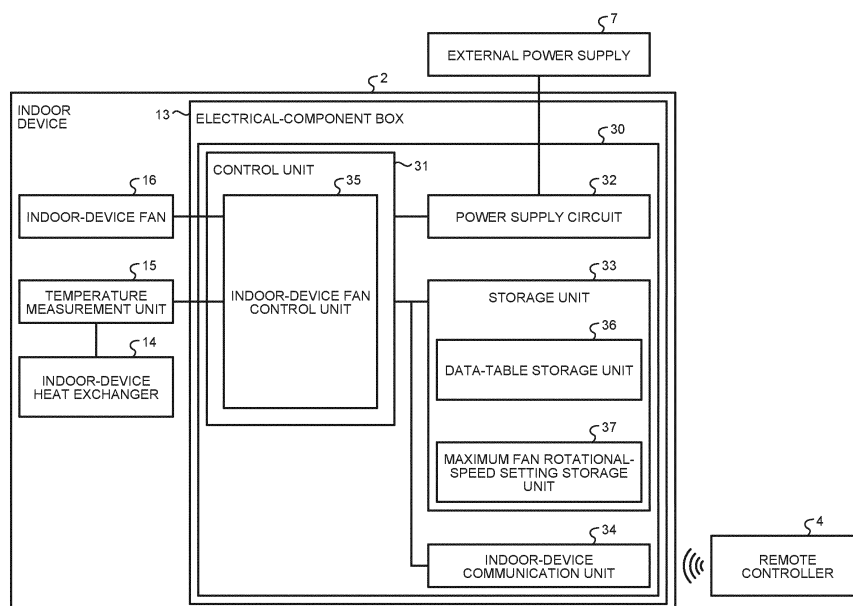 7
EXTERNAL POWER SUPPLY
2
INDOOR
DEVICE
13
ELECTRICAL-COMPONENT BOX
30
CONTROL UNIT
31
16
INDOOR-DEVICE FAN
35
INDOOR-DEVICE FAN
CONTROL UNIT
32
POWER SUPPLY CIRCUIT
15
TEMPERATURE
MEASUREMENT UNIT
33
STORAGE UNIT
14
INDOOR-DEVICE
HEAT EXCHANGER
36
DATA-TABLE STORAGE UNIT
37
MAXIMUM FAN ROTATIONAL-
SPEED SETTING STORAGE
UNIT
34
INDOOR-DEVICE
COMMUNICATION UNIT
4
REMOTE
CONTROLLER